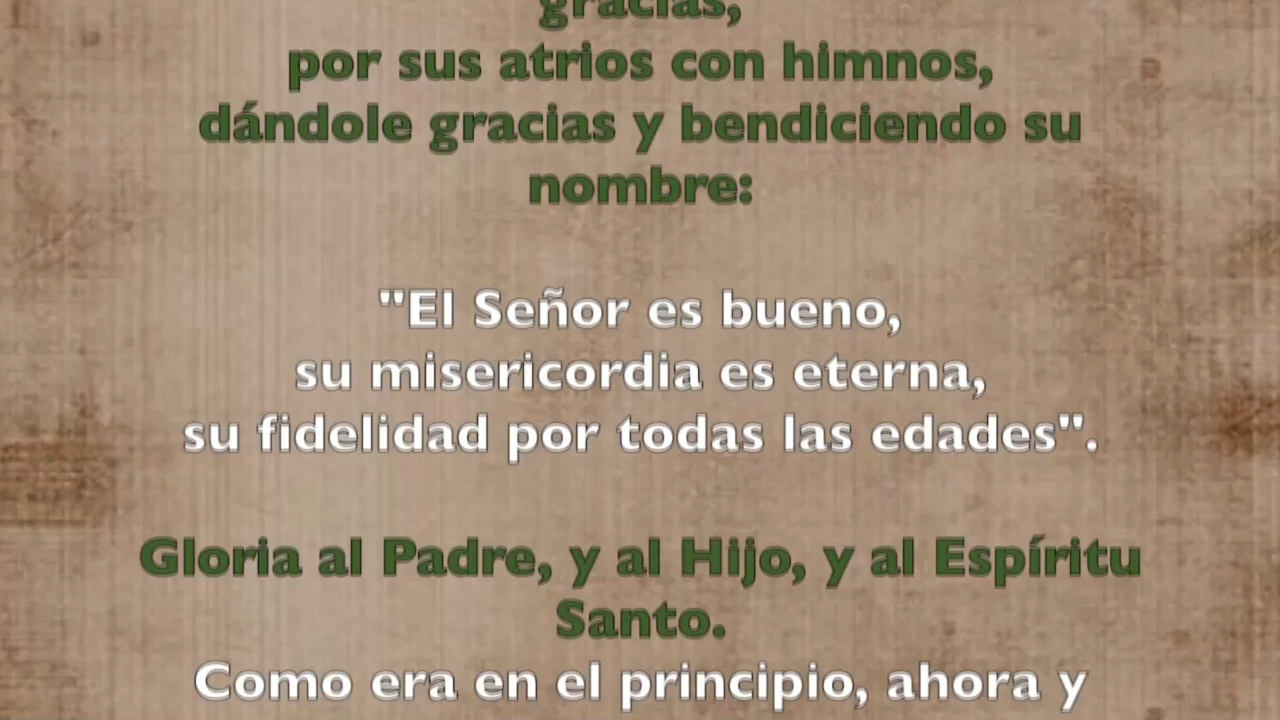 gracias,
por sus atrios con himnos,
dándole gracias y bendiciendo su
nombre:
"El Señor es bueno,
su misericordia es eterna,
su fidelidad por todas las edades".
Gloria al Padre, y al Hijo, y al Espíritu
Santo.
Como era en el principio, ahora y